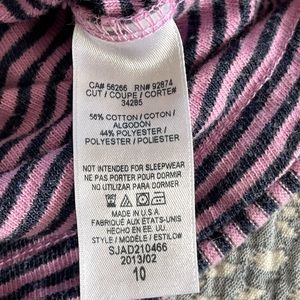 CA# 56266 RN# 92874
CUT / COUPE / CORTE#
34285
56% COTTON / COTON /
ALGODON
44% POLYESTER /
POLYESTER / POLIESTER
NOT INTENDED FOR SLEEPWEAR
NE PAS PORTER POUR DORMIR
NO UTILIZAR PARA DORMIR
MADE IN U.S.A.
FABRIQUÉ AUX ÉTATS-UNIS
HECHO EN EE. UU.
STYLE / MODÈLE / ESTILO#
SJAD210466
2013/02
10